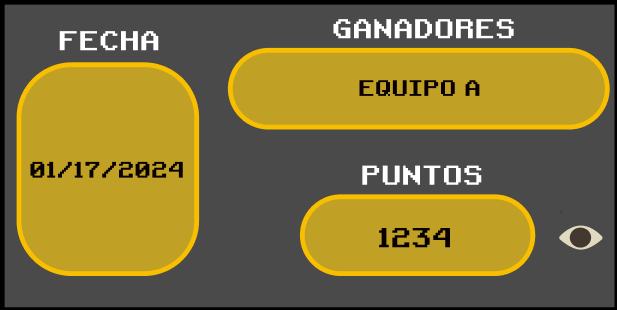 FECHA
01/17/2024
GANADORES
EQUIPO A
PUNTOS
1234